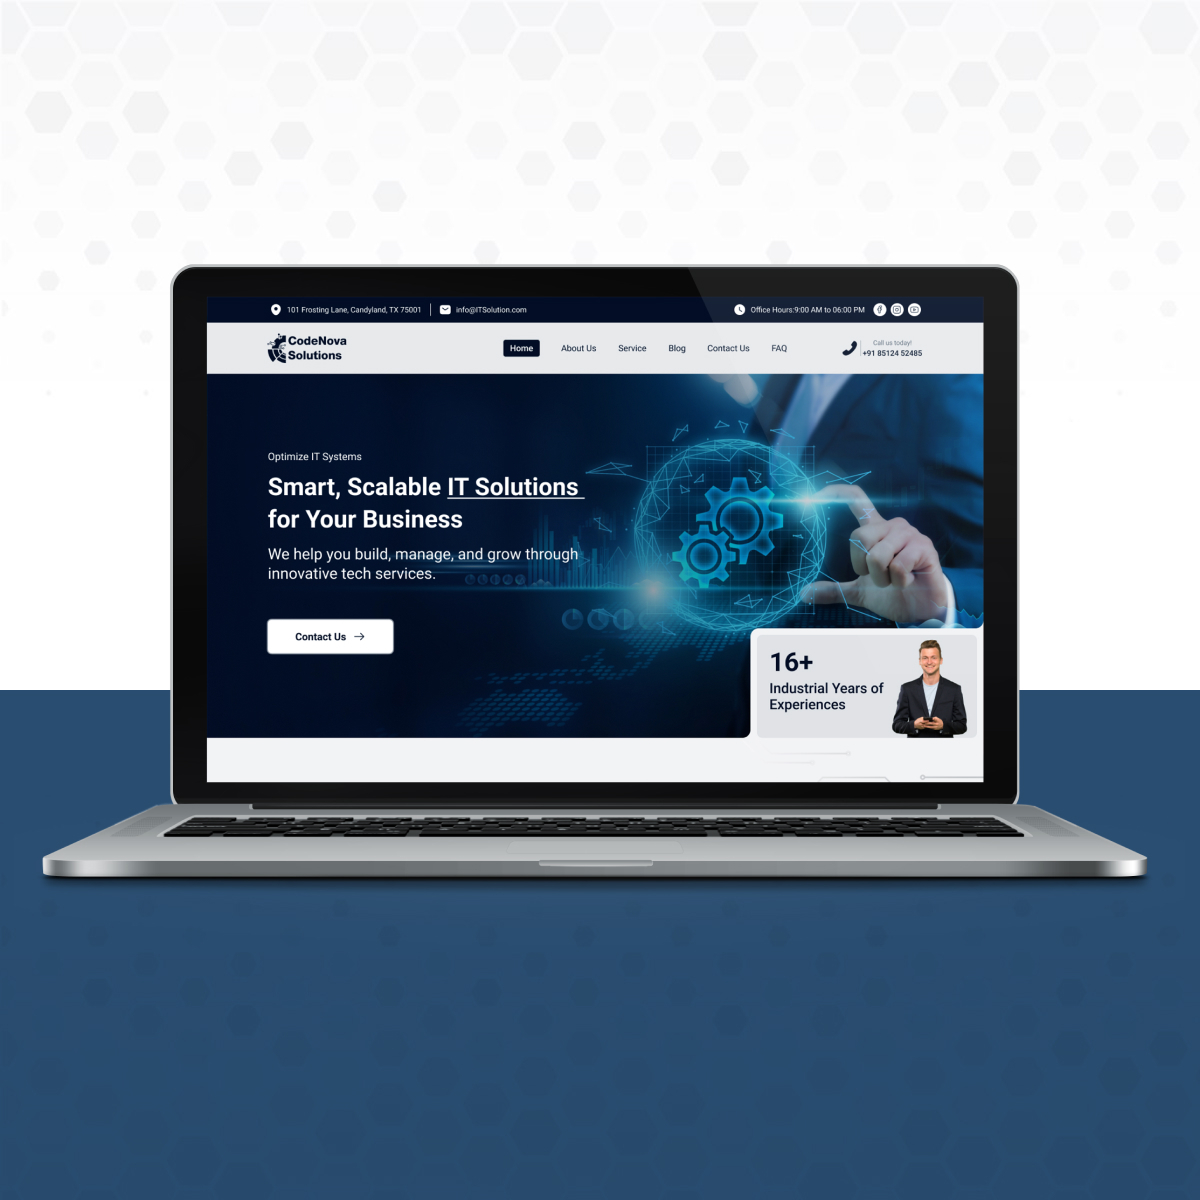 101 Frosting Lane, Candyland, TX 75001
info@ITSolution.com
Office Hours:9:00 AM to 06:00 PM
CodeNova
Solutions
Home
About Us
Service
Blog
Contact Us
FAQ
Call us today!
+91 85124 52485
Optimize IT Systems
Smart, Scalable IT Solutions
for Your Business
We help you build, manage, and grow through
innovative tech services.
Contact Us
16+
Industrial Years of
Experiences